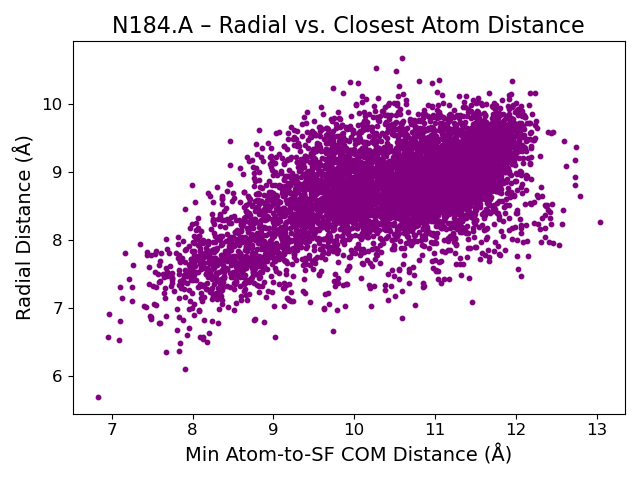 N184.A – Radial vs. Closest Atom Distance
10
9
8
7
6
Radial Distance (Å)
7 8 9 10 11 12 13
Min Atom-to-SF COM Distance (Å)